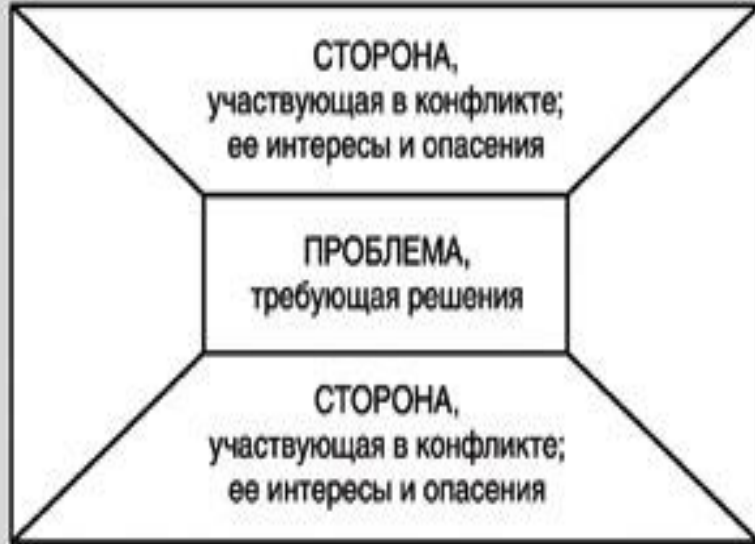 СТОРОНА,
участвующая в конфликте;
ее интересы и опасения
ПРОБЛЕМА,
требующая решения
СТОРОНА,
участвующая в конфликте;
ее интересы и опасения